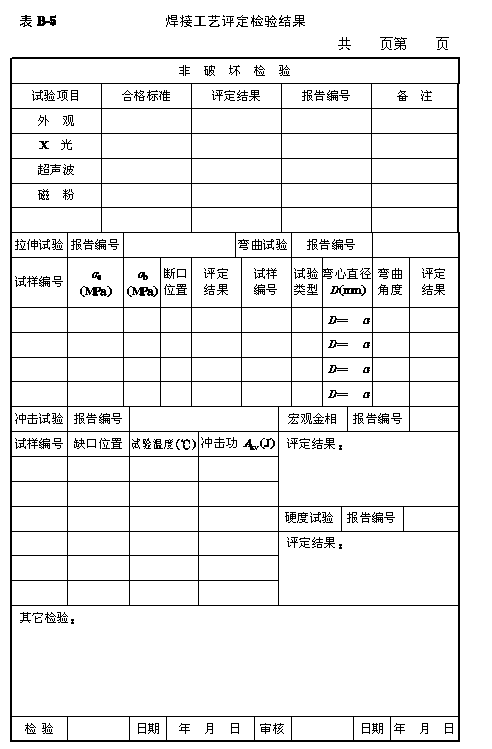 表 B-5 焊接工艺评定检验结果
共 页第 页
非 破 坏 检 验
试验项目 合格标准 评定结果 报告编号 备 注
外 观
X 光
超声波
磁 粉
拉伸试验 报告编号 弯曲试验 报告编号
试样编号 σs (MPa) σb (MPa) 断口位置 评定结果 试样编号 试验类型 弯心直径 D(mm) 弯曲角度 评定结果
D= a
D= a
D= a
D= a
冲击试验 报告编号 宏观金相 报告编号
试样编号 缺口位置 试验温度(℃) 冲击功 Akv(J) 评定结果:
硬度试验 报告编号
评定结果:
其它检验:
检 验 日期 年 月 日 审核 日期 年 月 日